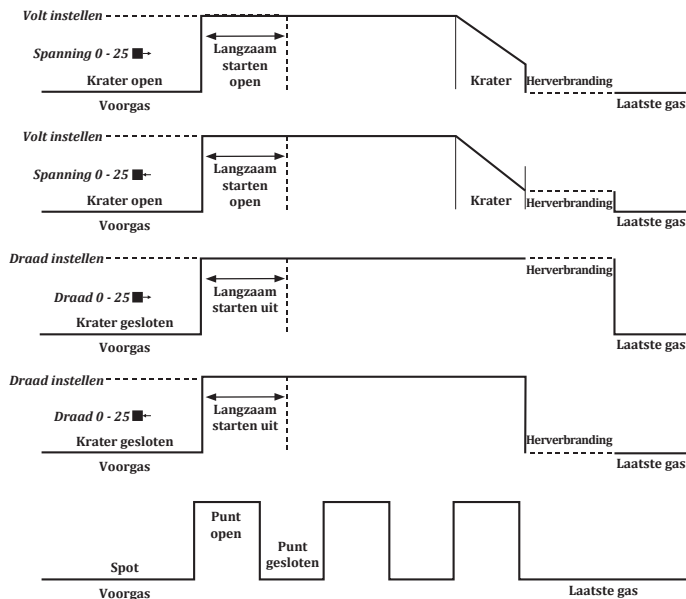 Volt instellen
Spanning 0 - 25
Langzaam
starten
open
Krater open
Krater
Herverbranding
Voorgas
Laatste gas
Volt instellen
Spanning 0 - 25
Langzaam
starten
open
Krater open
Krater
Herverbranding
Voorgas
Laatste gas
Draad instellen
Herverbranding
Draad 0 - 25
Langzaam
starten uit
Krater gesloten
Voorgas
Laatste gas
Draad instellen
Draad 0 - 25
Langzaam
starten uit
Krater gesloten
Herverbranding
Voorgas
Laatste gas
Punt
open
Punt
gesloten
Spot
Voorgas
Laatste gas